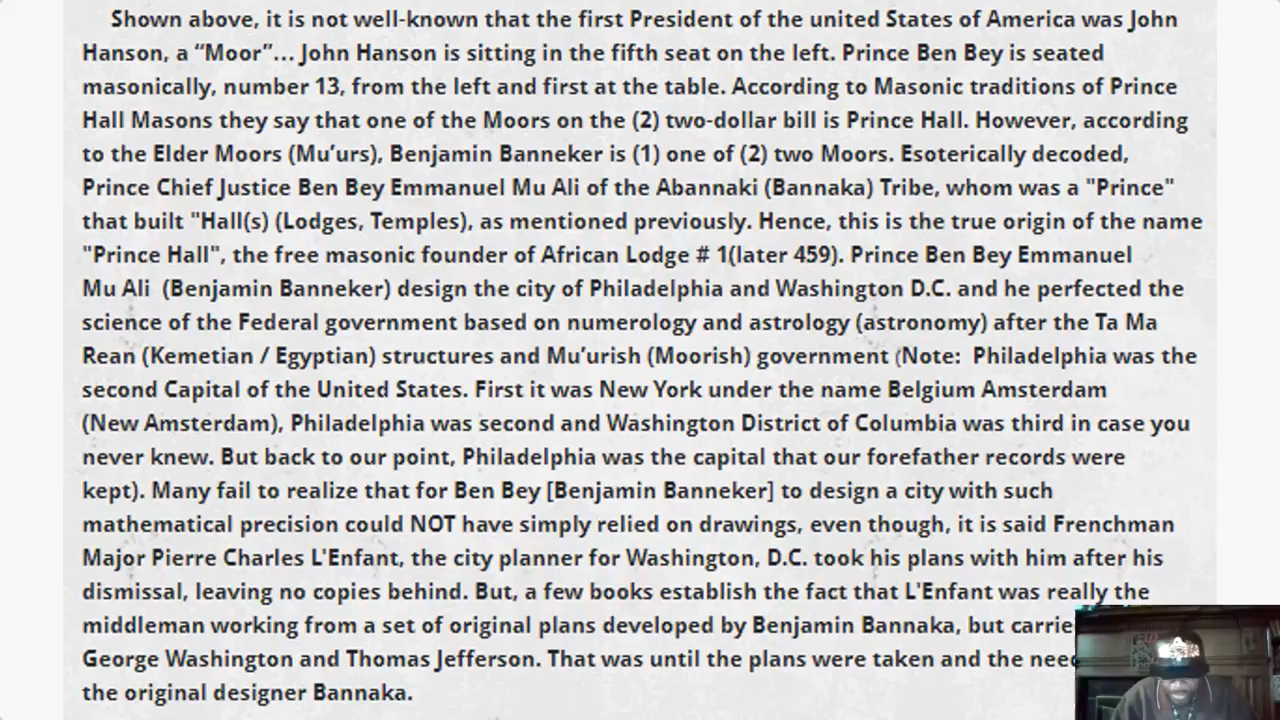 Shown above, it is not well-known that the first President of the united States of America was John
Hanson, a “Moor”... John Hanson is sitting in the fifth seat on the left. Prince Ben Bey is seated
masonically, number 13, from the left and first at the table. According to Masonic traditions of Prince
Hall Masons they say that one of the Moors on the (2) two-dollar bill is Prince Hall. However, according
to the Elder Moors (Mu’urs), Benjamin Banneker is (1) one of (2) two Moors. Esoterically decoded,
Prince Chief Justice Ben Bey Emmanuel Mu Ali of the Abannaki (Bannaka) Tribe, whom was a "Prince"
that built "Hall(s) (Lodges, Temples), as mentioned previously. Hence, this is the true origin of the name
"Prince Hall", the free masonic founder of African Lodge # 1(later 459). Prince Ben Bey Emmanuel
Mu Ali (Benjamin Banneker) design the city of Philadelphia and Washington D.C. and he perfected the
science of the Federal government based on numerology and astrology (astronomy) after the Ta Ma
Rean (Kemetian / Egyptian) structures and Mu’urish (Moorish) government (Note: Philadelphia was the
second Capital of the United States. First it was New York under the name Belgium Amsterdam
(New Amsterdam), Philadelphia was second and Washington District of Columbia was third in case you
never knew. But back to our point, Philadelphia was the capital that our forefather records were
kept). Many fail to realize that for Ben Bey [Benjamin Banneker] to design a city with such
mathematical precision could NOT have simply relied on drawings, even though, it is said Frenchman
Major Pierre Charles L'Enfant, the city planner for Washington, D.C. took his plans with him after his
dismissal, leaving no copies behind. But, a few books establish the fact that L'Enfant was really the
middleman working from a set of original plans developed by Benjamin Bannaka, but
George Washington and Thomas Jefferson. That was until the plans were taken and the
the original designer Bannaka.